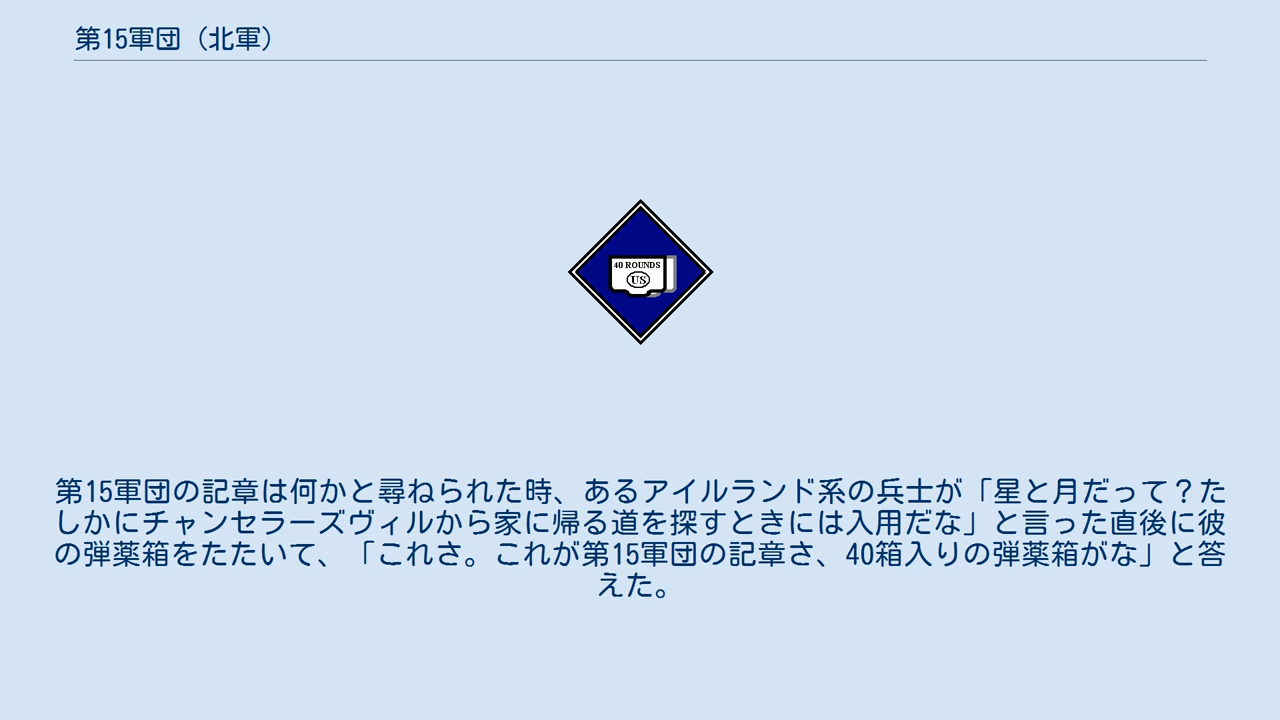 第15軍団（北軍）
40 ROUNDS
US
第15軍団の記章は何かと尋ねられた時、あるアイルランド系の兵士が「星と月だって？た
しかにチャンセラーズヴィルから家に帰る道を探すときには入用だな」と言った直後に彼
の弾薬箱をたたいて、「これさ。これが第15軍団の記章さ、40箱入りの弾薬箱がな」と答
えた。